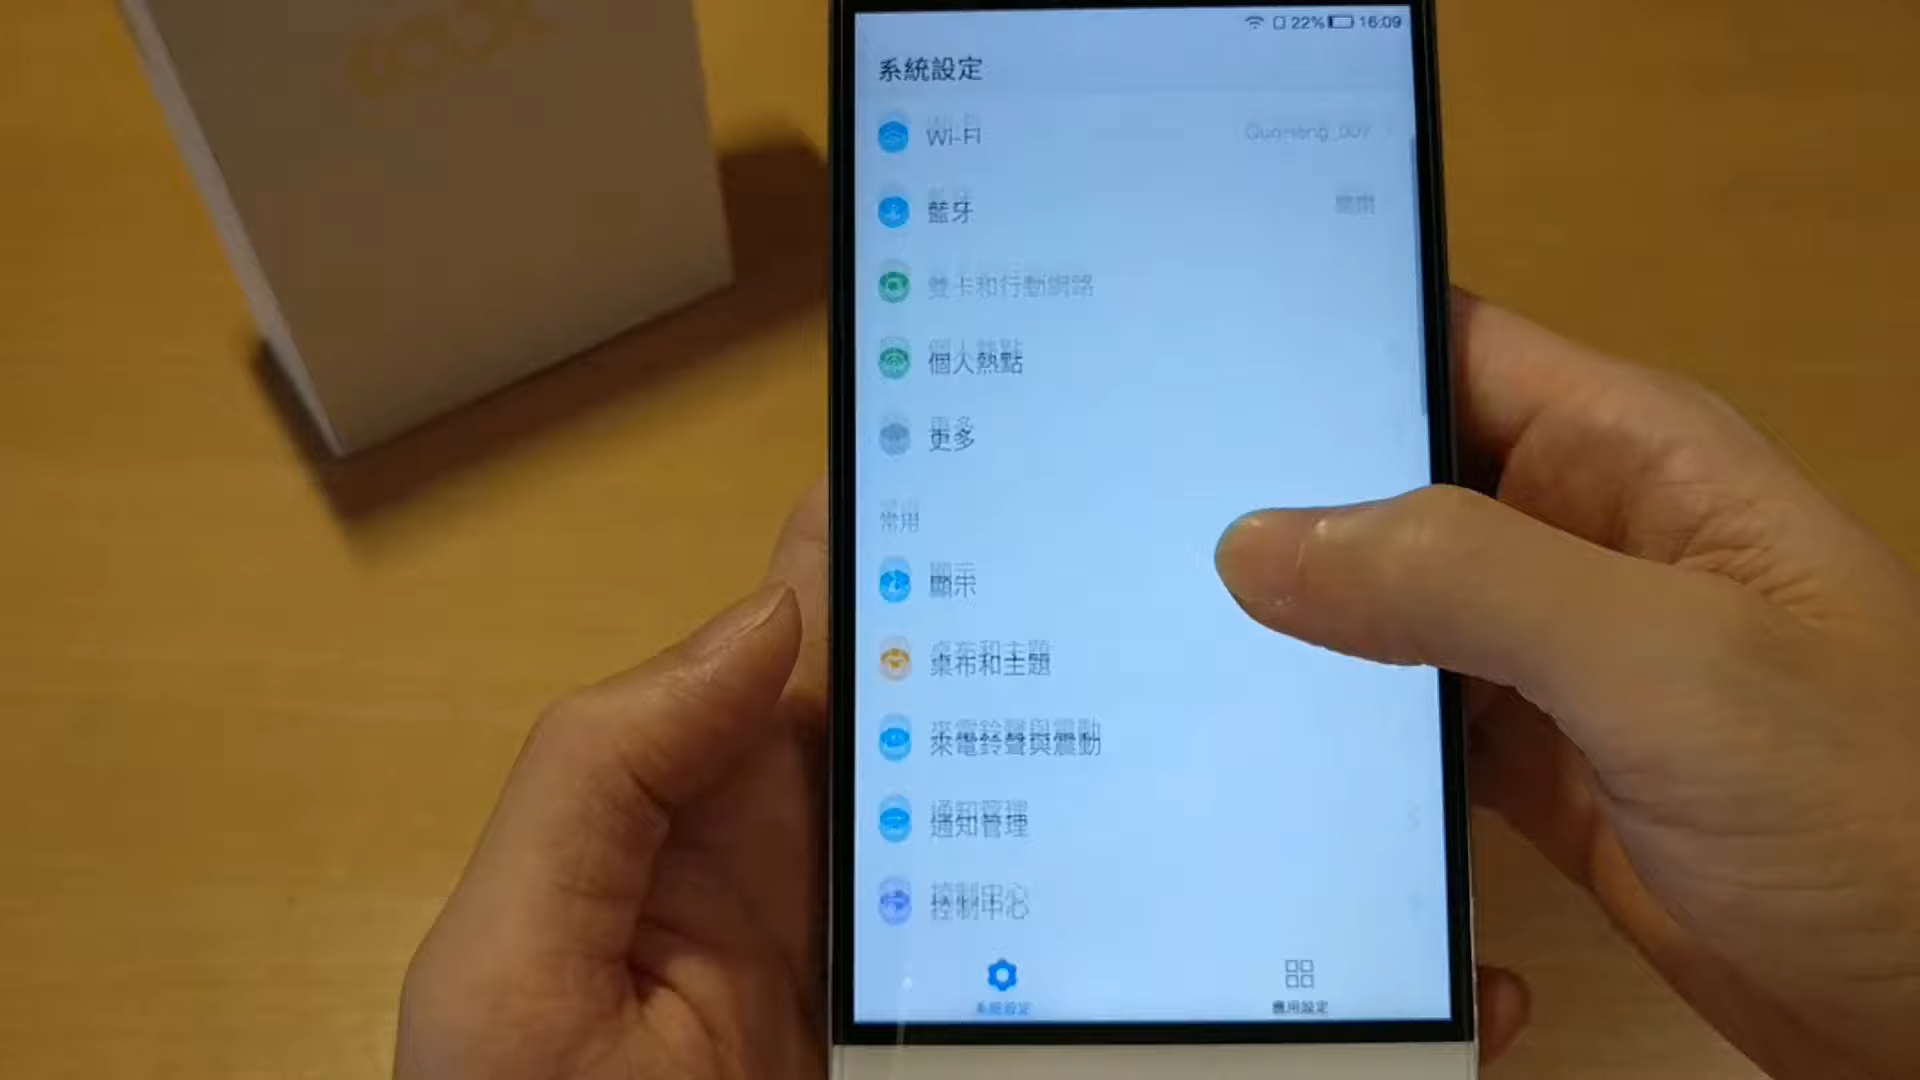 22% 16:09
系統設定
Wi-Fi
藍牙
雙卡和行動網路
個人熱點
更多
常用
顯示
桌布和主題
來電鈴聲與震動
通知管理
控制中心
系統設定
應用設定